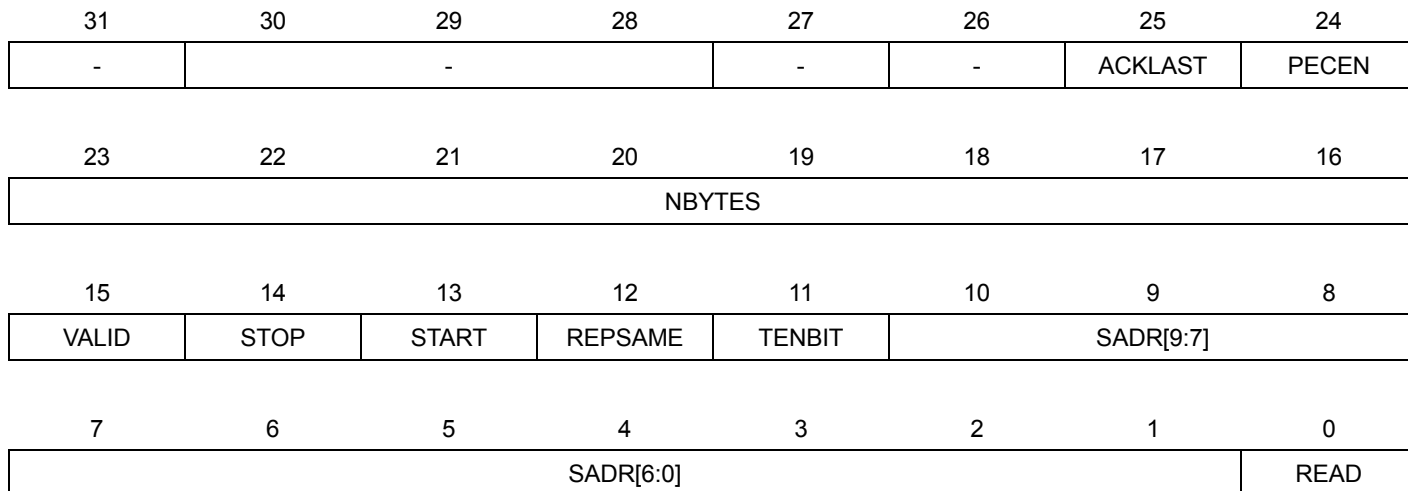 31 30 29 28 27 26 25 24
- - - - ACKLAST PECEN
23 22 21 20 19 18 17 16
NBYTES
15 14 13 12 11 10 9 8
VALID STOP START REPSAME TENBIT SADR[9:7]
7 6 5 4 3 2 1 0
SADR[6:0] READ